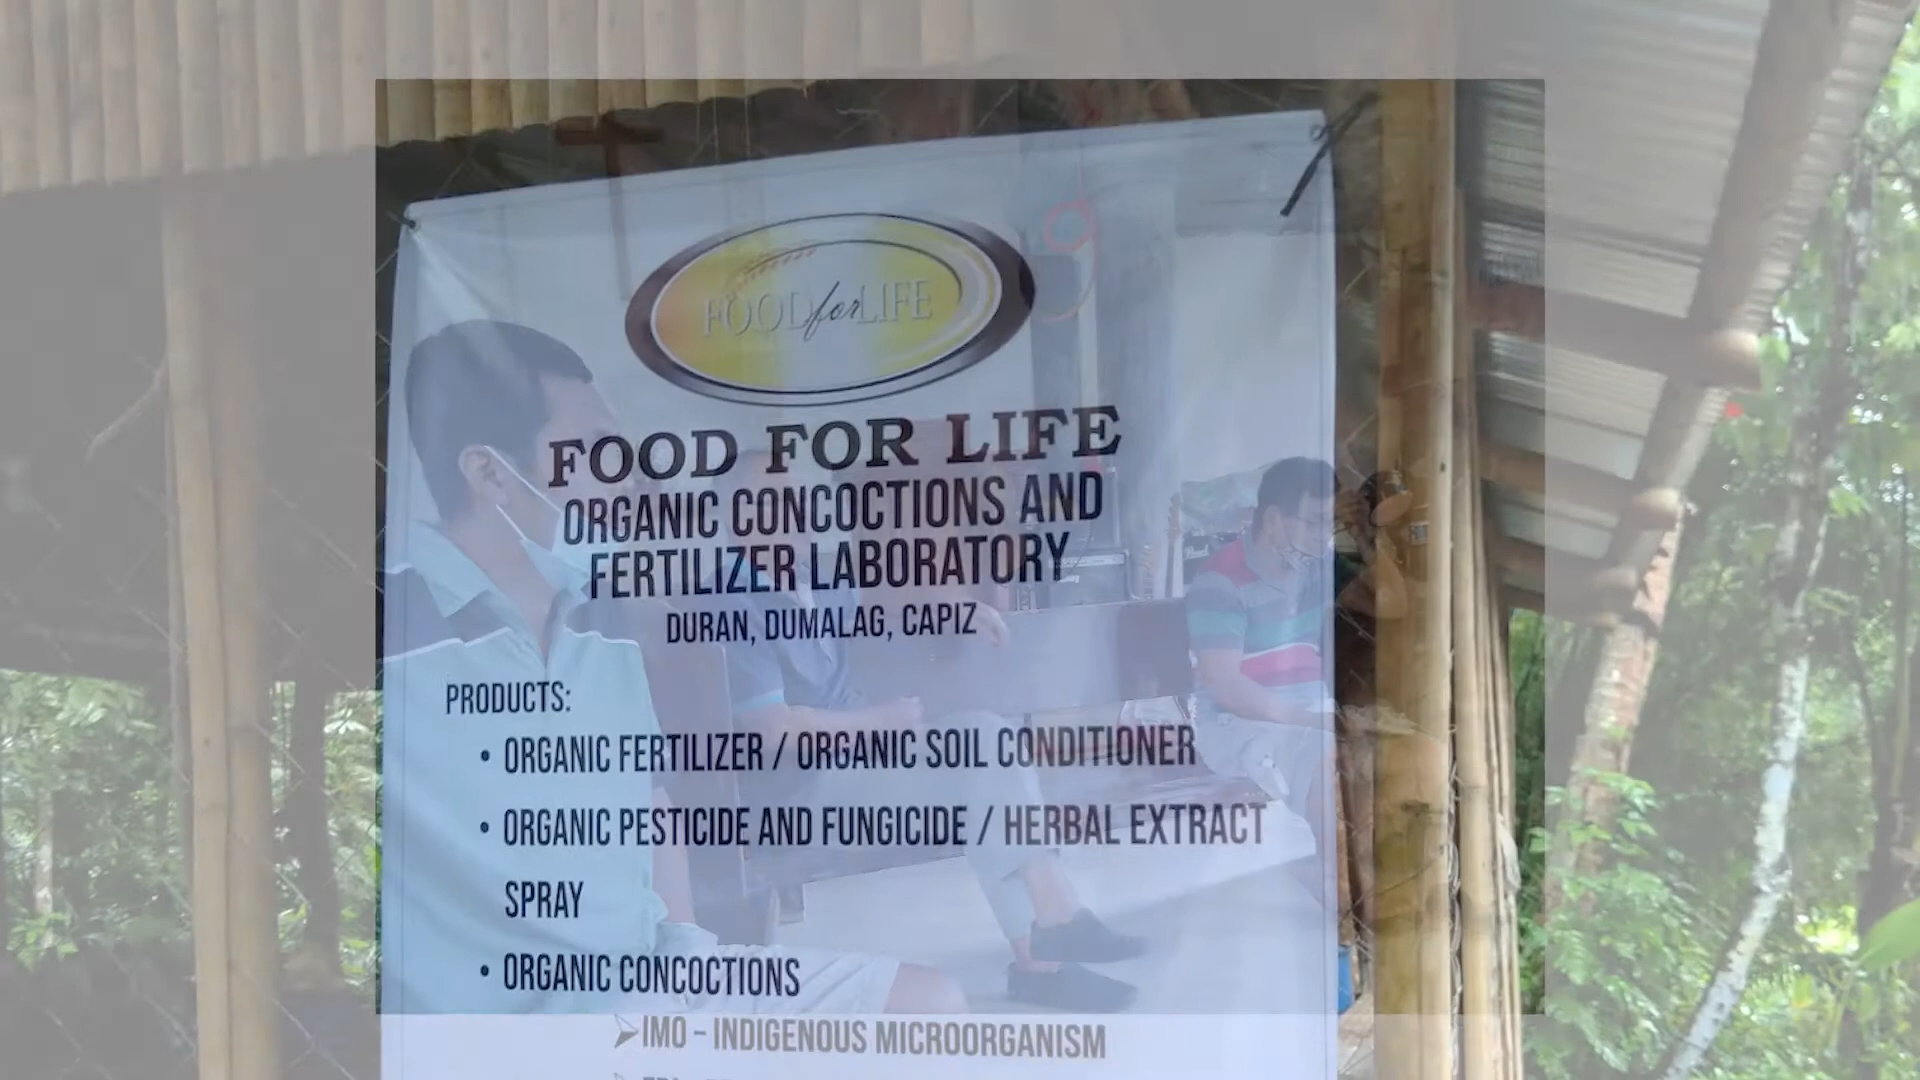 FOOD for LIFE
FOOD FOR LIFE
ORGANIC CONCOCTIONS AND
FERTILIZER LABORATORY
DURAN, DUMALAG, CAPIZ
PRODUCTS:
• ORGANIC FERTILIZER / ORGANIC SOIL CONDITIONER
• ORGANIC PESTICIDE AND FUNGICIDE / HERBAL EXTRACT
SPRAY
• ORGANIC CONCOCTIONS
➢IMO – INDIGENOUS MICROORGANISM